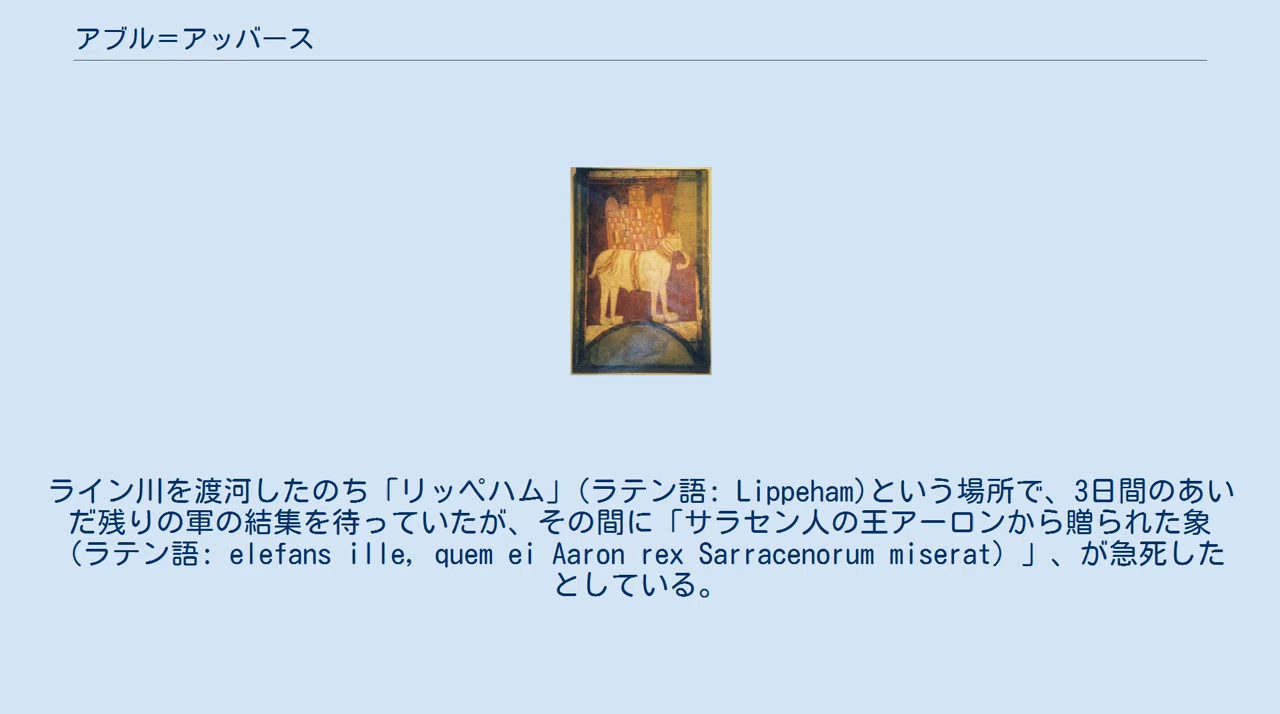 アブル＝アッバース
ライン川を渡河したのち「リッペハム」(ラテン語: Lippeham)という場所で、3日間のあい
だ残りの軍の結集を待っていたが、その間に「サラセン人の王アーロンから贈られた象
(ラテン語: elefans ille, quem ei Aaron rex Sarracenorum miserat) 」、が急死した
としている。